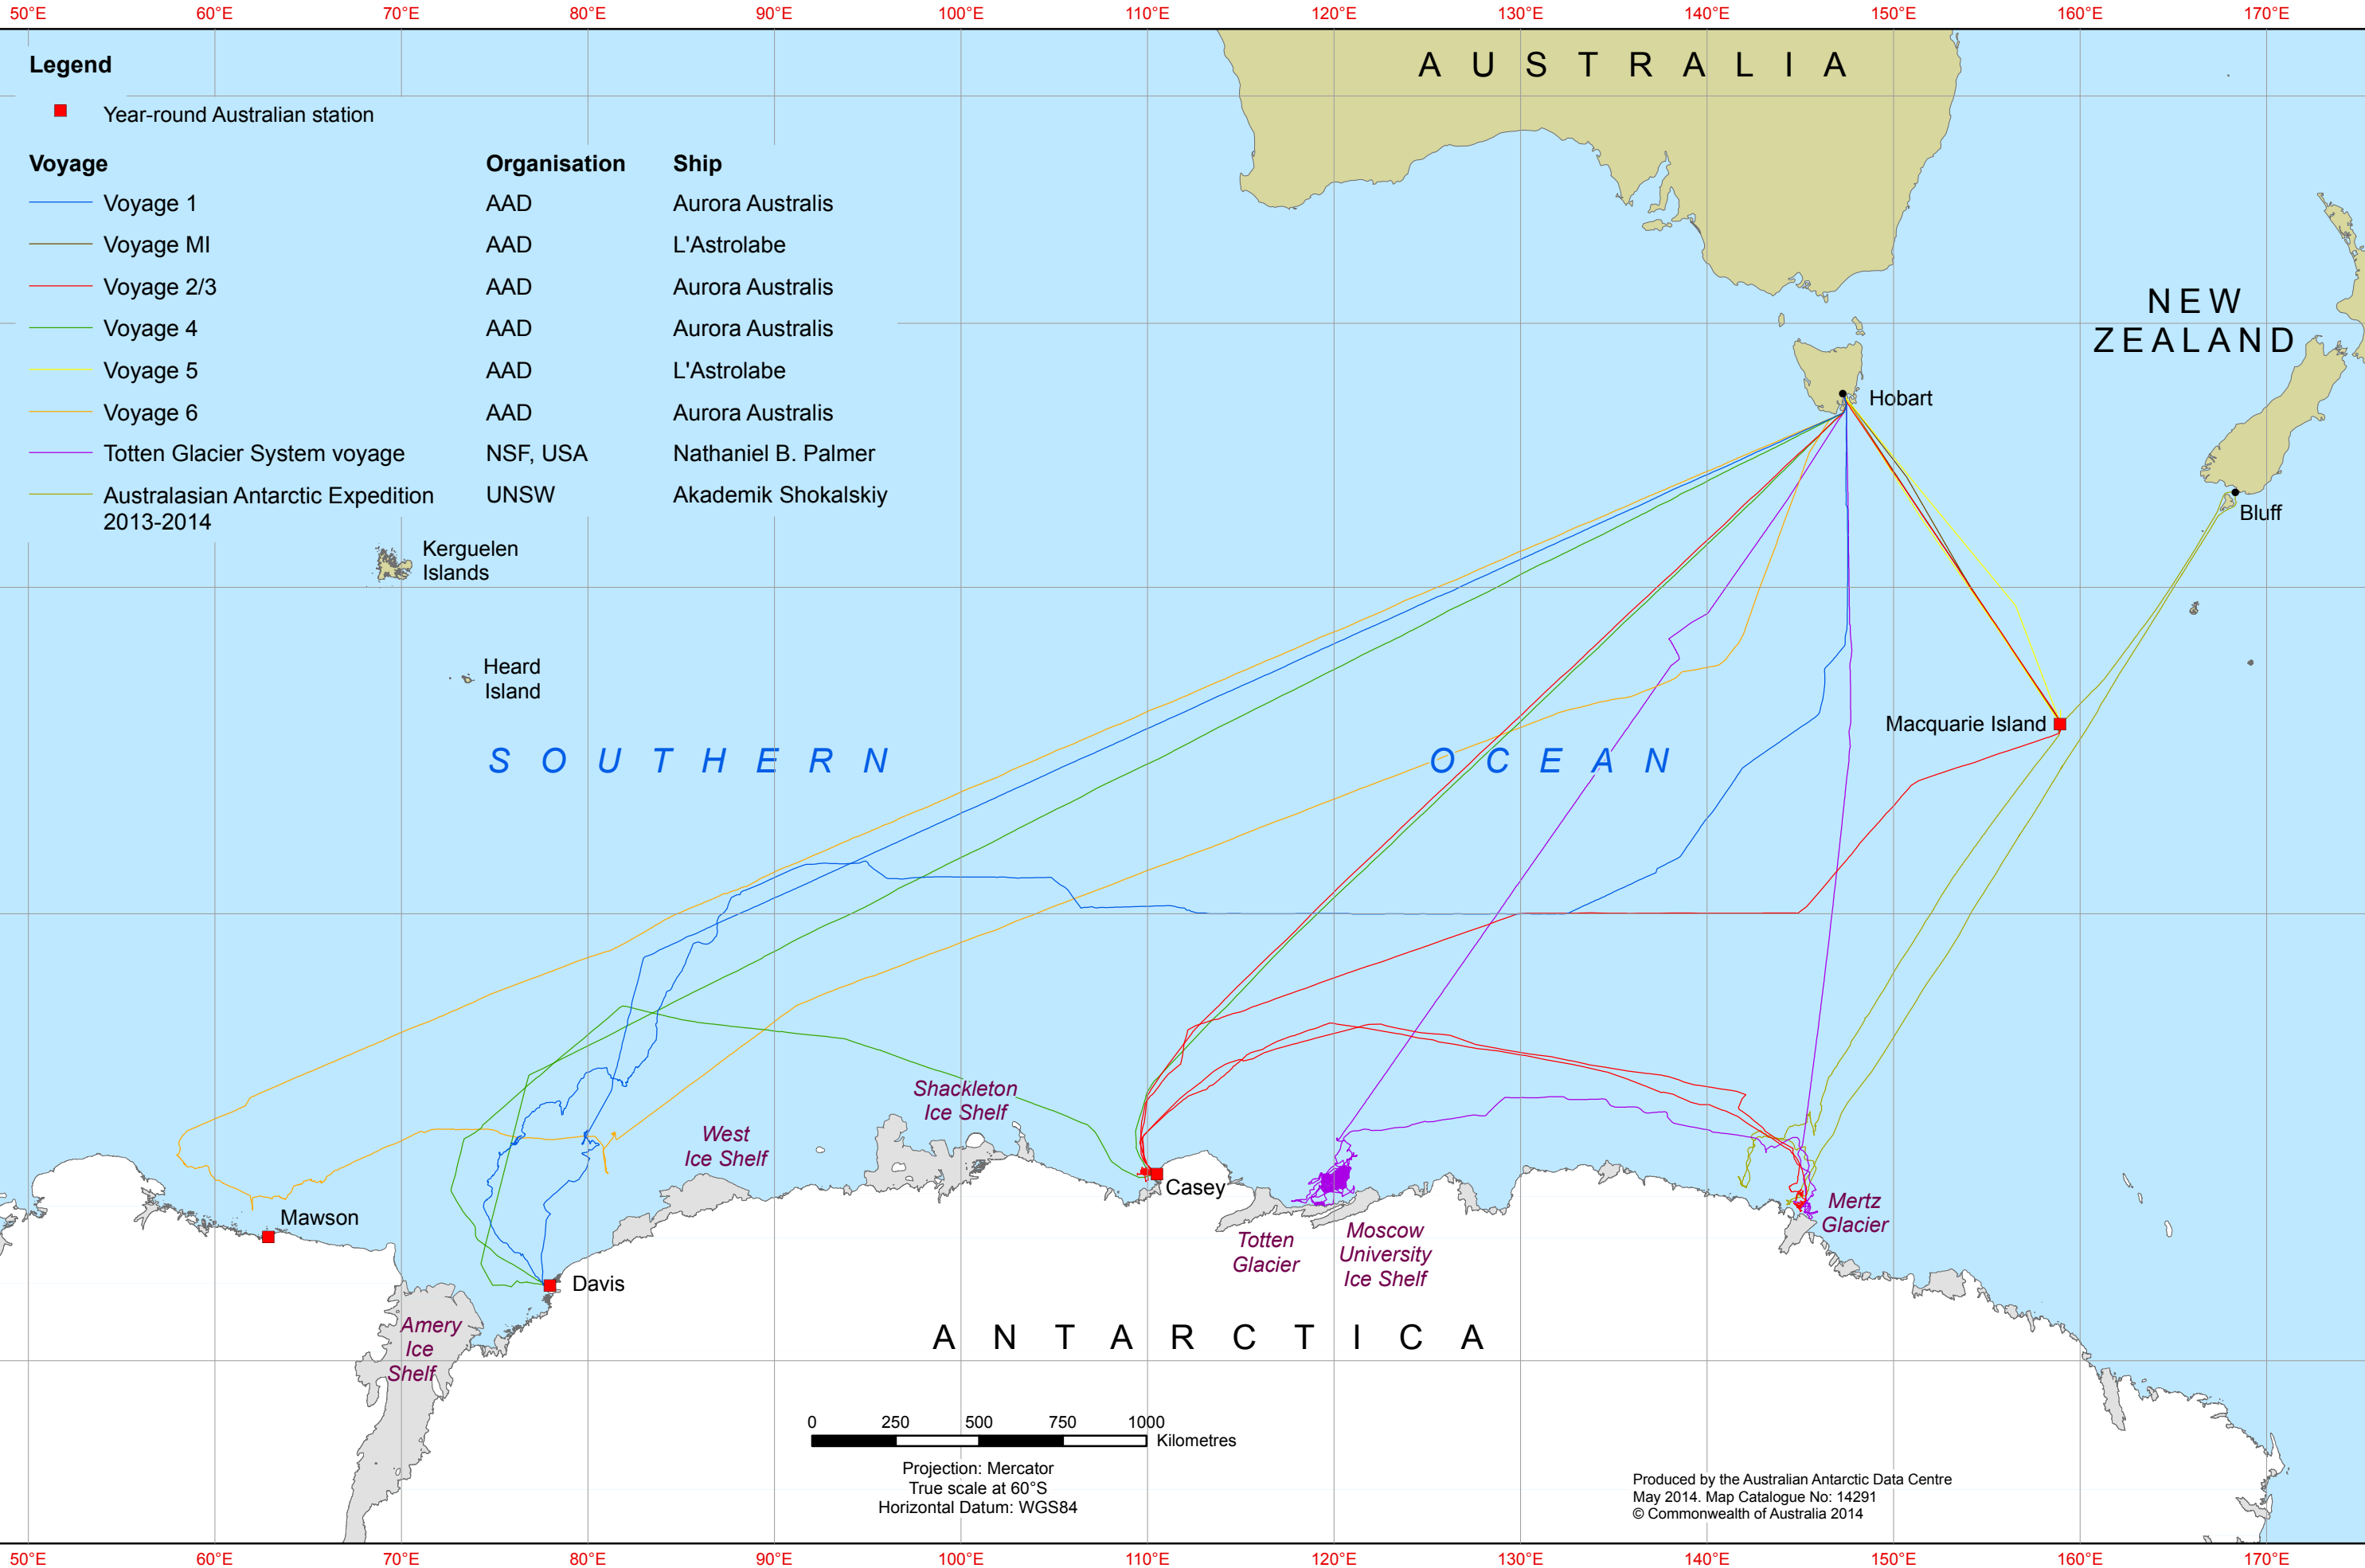 50°E 60°E 70°E 80°E 90°E 100°E 110°E 120°E 130°E 140°E 150°E 160°E 170°E
Legend
Year-round Australian station
Voyage Organisation Ship
Voyage 1 AAD Aurora Australis
Voyage MI AAD L'Astrolabe
Voyage 2/3 AAD Aurora Australis
Voyage 4 AAD Aurora Australis
Voyage 5 AAD L'Astrolabe
Voyage 6 AAD Aurora Australis
Totten Glacier System voyage NSF, USA Nathaniel B. Palmer
Australasian Antarctic Expedition UNSW Akademik Shokalskiy
2013-2014
AUSTRALIA
NEW
ZEALAND
Hobart
Bluff
Kerguelen
Islands
Heard
Island
Macquarie Island
SOUTHERN OCEAN
Shackleton
Ice Shelf
West
Ice Shelf
Casey
Mawson
Mertz
Glacier
Totten
Glacier
Moscow
University
Ice Shelf
Davis
Amery
Ice
Shelf
ANTARCTICA
0 250 500 750 1000
Kilometres
Projection: Mercator
True scale at 60°S
Horizontal Datum: WGS84
Produced by the Australian Antarctic Data Centre
May 2014. Map Catalogue No: 14291
© Commonwealth of Australia 2014
50°E 60°E 70°E 80°E 90°E 100°E 110°E 120°E 130°E 140°E 150°E 160°E 170°E